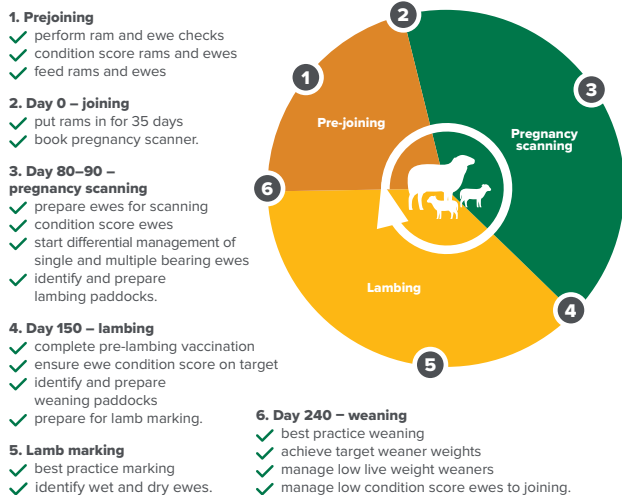 1. Prejoining
perform ram and ewe checks
condition score rams and ewes
feed rams and ewes
2. Day 0 – joining
put rams in for 35 days
book pregnancy scanner.
3. Day 80–90 –
pregnancy scanning
prepare ewes for scanning
condition score ewes
start differential management of
single and multiple bearing ewes
identify and prepare
lambing paddocks.
4. Day 150 – lambing
complete pre-lambing vaccination
ensure ewe condition score on target
identify and prepare
weaning paddocks
prepare for lamb marking.
5. Lamb marking
best practice marking
identify wet and dry ewes.
6. Day 240 – weaning
best practice weaning
achieve target weaner weights
manage low live weight weaners
manage low condition score ewes to joining.
2
1
3
Pre-joining
Pregnancy
scanning
6
Lambing
4
5